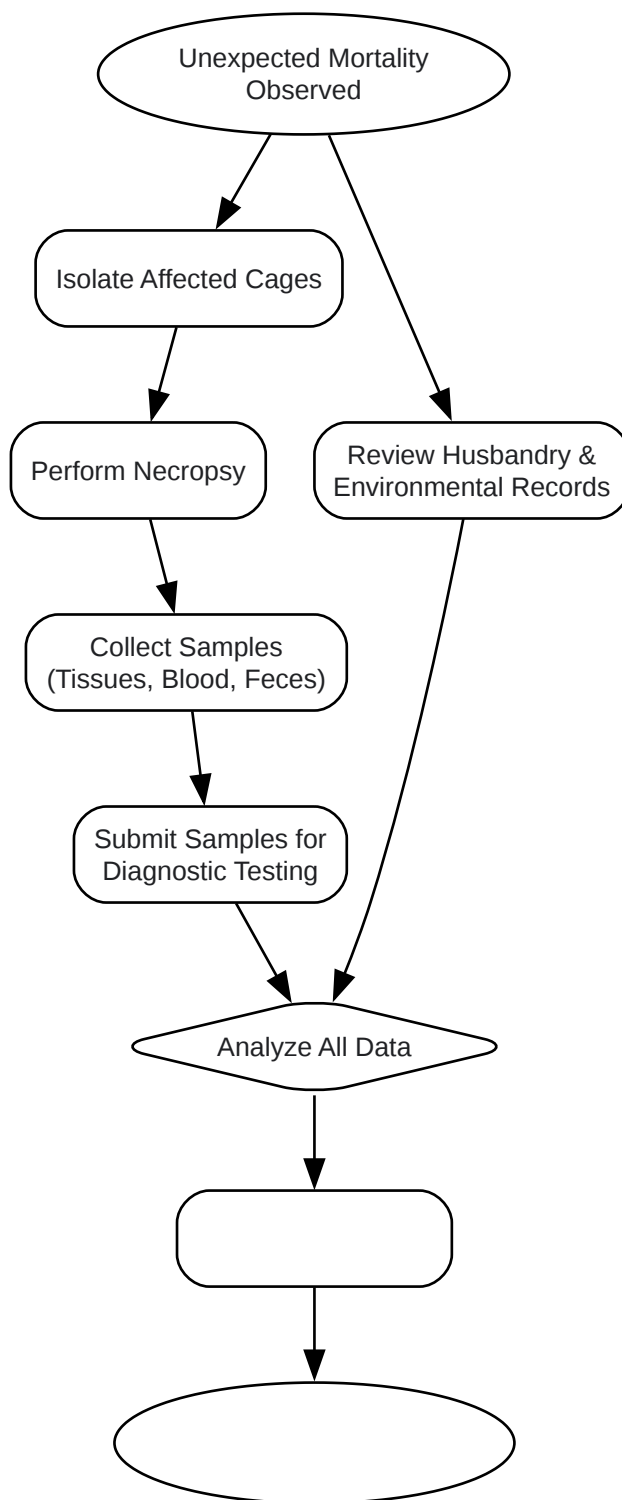 Unexpected Mortality
Observed
Isolate Affected Cages
Perform Necropsy
Review Husbandry &
Environmental Records
Collect Samples
(Tissues, Blood, Feces)
Submit Samples for
Diagnostic Testing
Analyze All Data